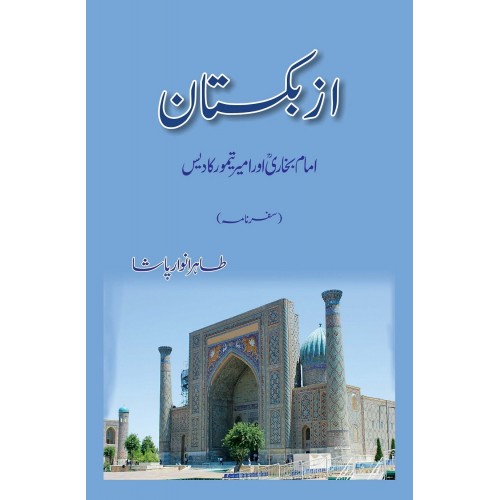 ازبکستان
امام بخاریؒ اور امیر تیمور کا دیس
(سفرنامہ)
طاہر انوار پاشا